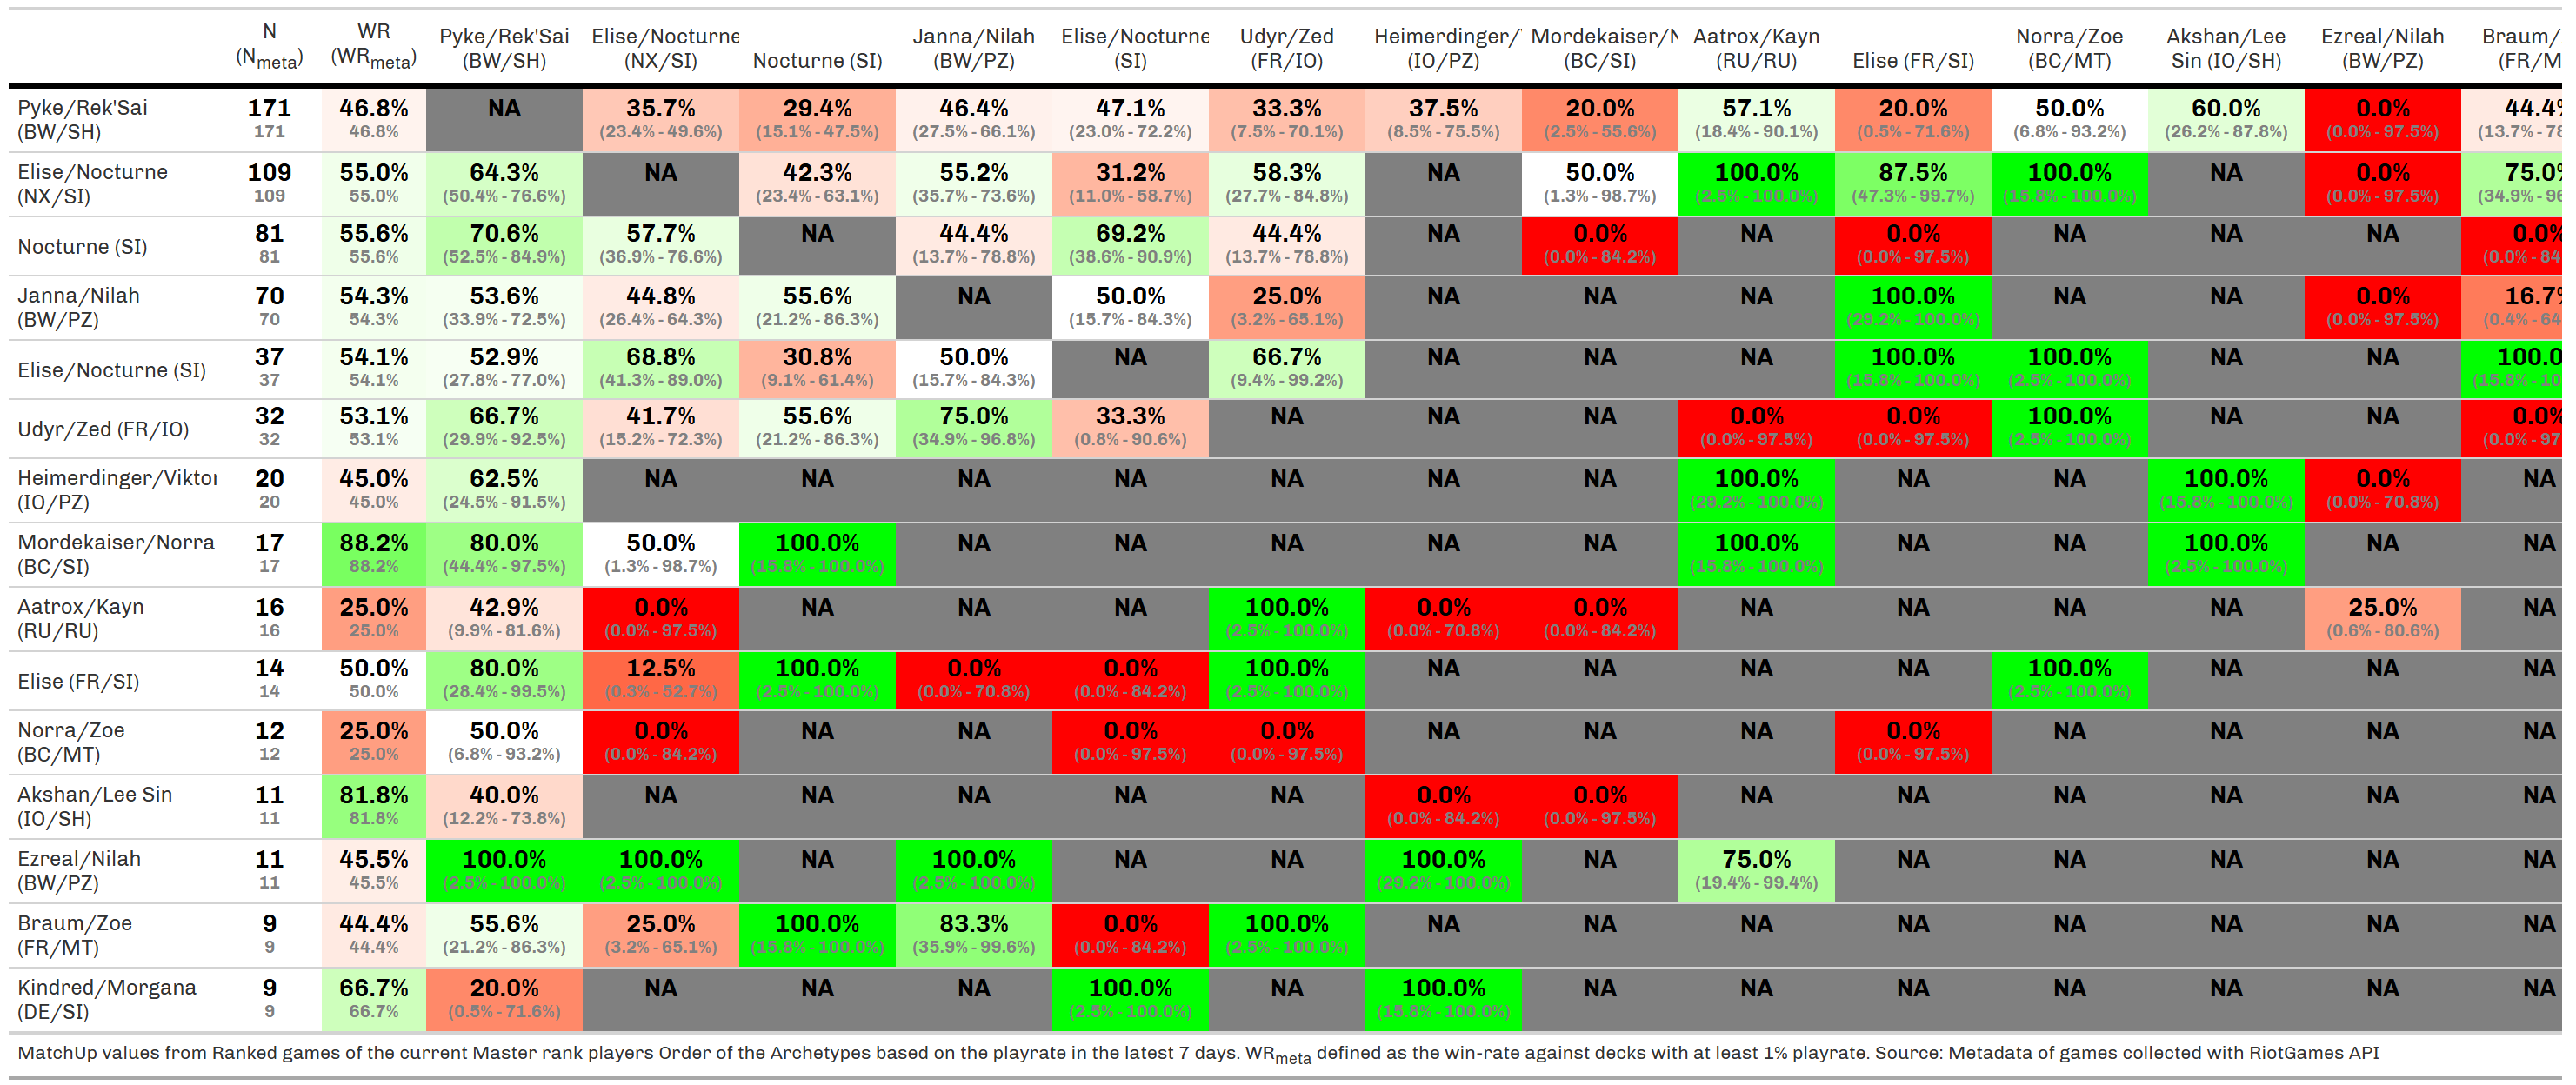 N WR Pyke/Rek'Sai Elise/Nocturne Janna/Nilah Elise/Nocturne Udyr/Zed Heimerdinger/ Mordekaiser/N Aatrox/Kayn Norra/Zoe Akshan/Lee Ezreal/Nilah Braum/
(Nmeta) (WRmeta) (BW/SH) (NX/SI) Nocturne (SI) (BW/PZ) (SI) (FR/IO) (IO/PZ) (BC/SI) (RU/RU) Elise (FR/SI) (BC/MT) Sin (IO/SH) (BW/PZ) (FR/M
Pyke/Rek'Sai 171 46.8% NA 35.7% 29.4% 46.4% 47.1% 33.3% 37.5% 20.0% 57.1% 20.0% 50.0% 60.0% 0.0% 44.4%
(BW/SH) 171 46.8% (23.4% - 49.6%) (15.1% - 47.5%) (27.5% - 66.1%) (23.0% - 72.2%) (7.5% - 70.1%) (8.5% - 75.5%) (2.5% - 55.6%) (18.4% - 90.1%) (0.5% - 71.6%) (6.8% - 93.2%) (26.2% - 87.8%) (0.0% - 97.5%) (13.7% - 78
Elise/Nocturne 109 55.0% 64.3% NA 42.3% 55.2% 31.2% 58.3% NA 50.0% 100.0% 87.5% 100.0% NA 0.0% 75.0%
(NX/SI) 109 55.0% (50.4% - 76.6%) (23.4% - 63.1%) (35.7% - 73.6%) (11.0% - 58.7%) (27.7% - 84.8%) (1.3% - 98.7%) (2.5% - 100.0%) (47.3% - 99.7%) (15.8% - 100.0%) (0.0% - 97.5%) (34.9% - 96
Nocturne (SI) 81 55.6% 70.6% 57.7% NA 44.4% 69.2% 44.4% NA 0.0% NA 0.0% NA NA NA 0.0%
81 55.6% (52.5% - 84.9%) (36.9% - 76.6%) (13.7% - 78.8%) (38.6% - 90.9%) (13.7% - 78.8%) (0.0% - 84.2%) (0.0% - 97.5%) (0.0% - 84
Janna/Nilah 70 54.3% 53.6% 44.8% 55.6% NA 50.0% 25.0% NA NA NA 100.0% NA NA 0.0% 16.7%
(BW/PZ) 70 54.3% (33.9% - 72.5%) (26.4% - 64.3%) (21.2% - 86.3%) (15.7% - 84.3%) (3.2% - 65.1%) (29.2% - 100.0%) (0.0% - 97.5%) (0.4% - 64
Elise/Nocturne (SI) 37 54.1% 52.9% 68.8% 30.8% 50.0% NA 66.7% NA NA NA 100.0% 100.0% NA NA 100.0
37 54.1% (27.8% - 77.0%) (41.3% - 89.0%) (9.1% - 61.4%) (15.7% - 84.3%) (9.4% - 99.2%) (15.8% - 100.0%) (2.5% - 100.0%) (15.8% - 10
Udyr/Zed (FR/IO) 32 53.1% 66.7% 41.7% 55.6% 75.0% 33.3% NA NA NA 0.0% 0.0% 100.0% NA NA 0.0%
32 53.1% (29.9% - 92.5%) (15.2% - 72.3%) (21.2% - 86.3%) (34.9% - 96.8%) (0.8% - 90.6%) (0.0% - 97.5%) (0.0% - 97.5%) (2.5% - 100.0%) (0.0% - 97
Heimerdinger/Viktor 20 45.0% 62.5% NA NA NA NA NA NA NA 100.0% NA NA 100.0% 0.0% NA
(IO/PZ) 20 45.0% (24.5% - 91.5%) (29.2% - 100.0%) (15.8% - 100.0%) (0.0% - 70.8%)
Mordekaiser/Norra 17 88.2% 80.0% 50.0% 100.0% NA NA NA NA NA 100.0% NA NA 100.0% NA NA
(BC/SI) 17 88.2% (44.4% - 97.5%) (1.3% - 98.7%) (15.8% - 100.0%) (15.8% - 100.0%) (2.5% - 100.0%)
Aatrox/Kayn 16 25.0% 42.9% 0.0% NA NA NA 100.0% 0.0% 0.0% NA NA NA NA 25.0% NA
(RU/RU) 16 25.0% (9.9% - 81.6%) (0.0% - 97.5%) (2.5% - 100.0%) (0.0% - 70.8%) (0.0% - 84.2%) (0.6% - 80.6%)
Elise (FR/SI) 14 50.0% 80.0% 12.5% 100.0% 0.0% 0.0% 100.0% NA NA NA NA 100.0% NA NA NA
14 50.0% (28.4% - 99.5%) (0.3% - 52.7%) (2.5% - 100.0%) (0.0% - 70.8%) (0.0% - 84.2%) (2.5% - 100.0%) (2.5% - 100.0%)
Norra/Zoe 12 25.0% 50.0% 0.0% NA NA 0.0% 0.0% NA NA NA 0.0% NA NA NA NA
(BC/MT) 12 25.0% (6.8% - 93.2%) (0.0% - 84.2%) (0.0% - 97.5%) (0.0% - 97.5%) (0.0% - 97.5%)
Akshan/Lee Sin 11 81.8% 40.0% NA NA NA NA NA 0.0% 0.0% NA NA NA NA NA NA
(IO/SH) 11 81.8% (12.2% - 73.8%) (0.0% - 84.2%) (0.0% - 97.5%)
Ezreal/Nilah 11 45.5% 100.0% 100.0% NA 100.0% NA NA 100.0% NA 75.0% NA NA NA NA NA
(BW/PZ) 11 45.5% (2.5% - 100.0%) (2.5% - 100.0%) (2.5% - 100.0%) (29.2% - 100.0%) (19.4% - 99.4%)
Braum/Zoe 9 44.4% 55.6% 25.0% 100.0% 83.3% 0.0% 100.0% NA NA NA NA NA NA NA NA
(FR/MT) 9 44.4% (21.2% - 86.3%) (3.2% - 65.1%) (15.8% - 100.0%) (35.9% - 99.6%) (0.0% - 84.2%) (2.5% - 100.0%)
Kindred/Morgana 9 66.7% 20.0% NA NA NA 100.0% NA 100.0% NA NA NA NA NA NA NA
(DE/SI) 9 66.7% (0.5% - 71.6%) (2.5% - 100.0%) (15.8% - 100.0%)
MatchUp values from Ranked games of the current Master rank players Order of the Archetypes based on the playrate in the latest 7 days. WRmeta defined as the win-rate against decks with at least 1% playrate. Source: Metadata of games collected with RiotGames API